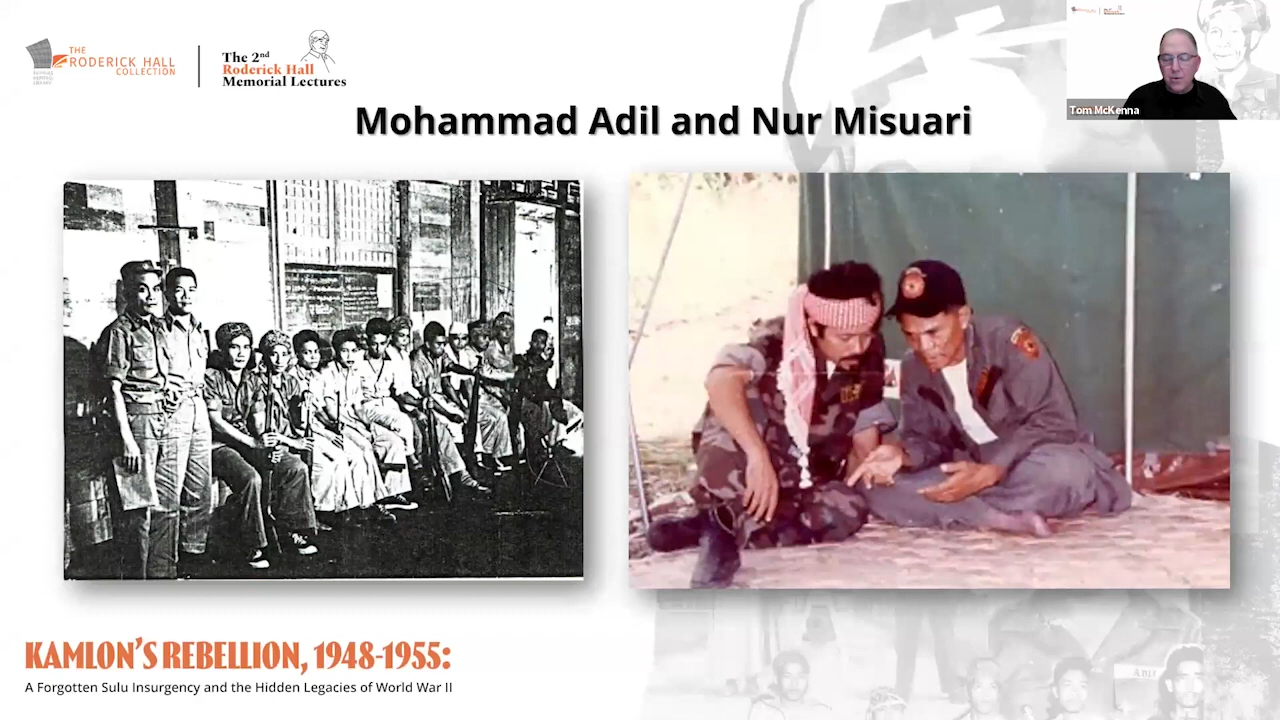 THE
RODERICK HALL
COLLECTION
The 2nd
Roderick Hall
Memorial Lectures
Tom McKenna
Mohammad Adil and Nur Misuari
KAMLON'S REBELLION, 1948-1955:
A Forgotten Sulu Insurgency and the Hidden Legacies of World War II